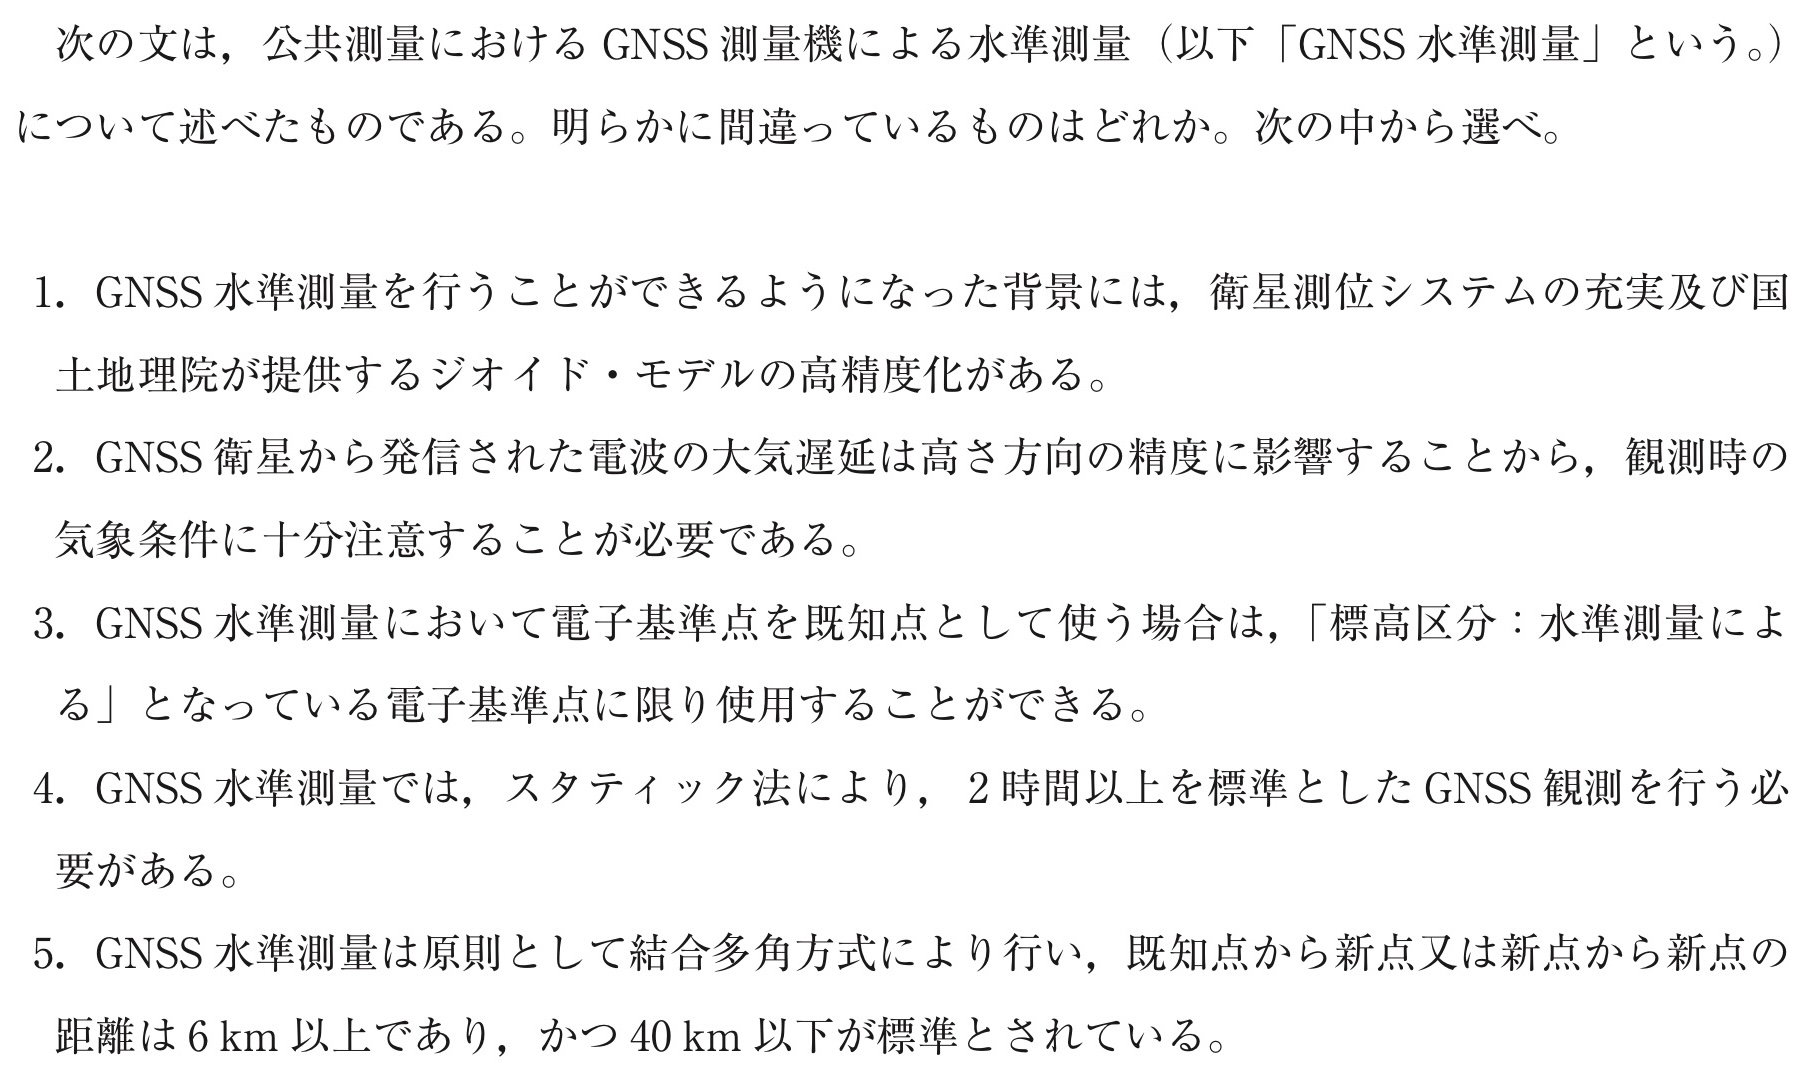 次の文は，公共測量における GNSS 測量機による水準測量（以下「GNSS 水準測量」という。）
について述べたものである。明らかに間違っているものはどれか。次の中から選べ。
1．GNSS 水準測量を行うことができるようになった背景には，衛星測位システムの充実及び国
土地理院が提供するジオイド・モデルの高精度化がある。
2．GNSS 衛星から発信された電波の大気遅延は高さ方向の精度に影響することから，観測時の
気象条件に十分注意することが必要である。
3．GNSS 水準測量において電子基準点を既知点として使う場合は，「標高区分：水準測量によ
る」となっている電子基準点に限り使用することができる。
4．GNSS 水準測量では，スタティック法により，2 時間以上を標準とした GNSS 観測を行う必
要がある。
5．GNSS 水準測量は原則として結合多角方式により行い，既知点から新点又は新点から新点の
距離は 6 km 以上であり，かつ 40 km 以下が標準とされている。